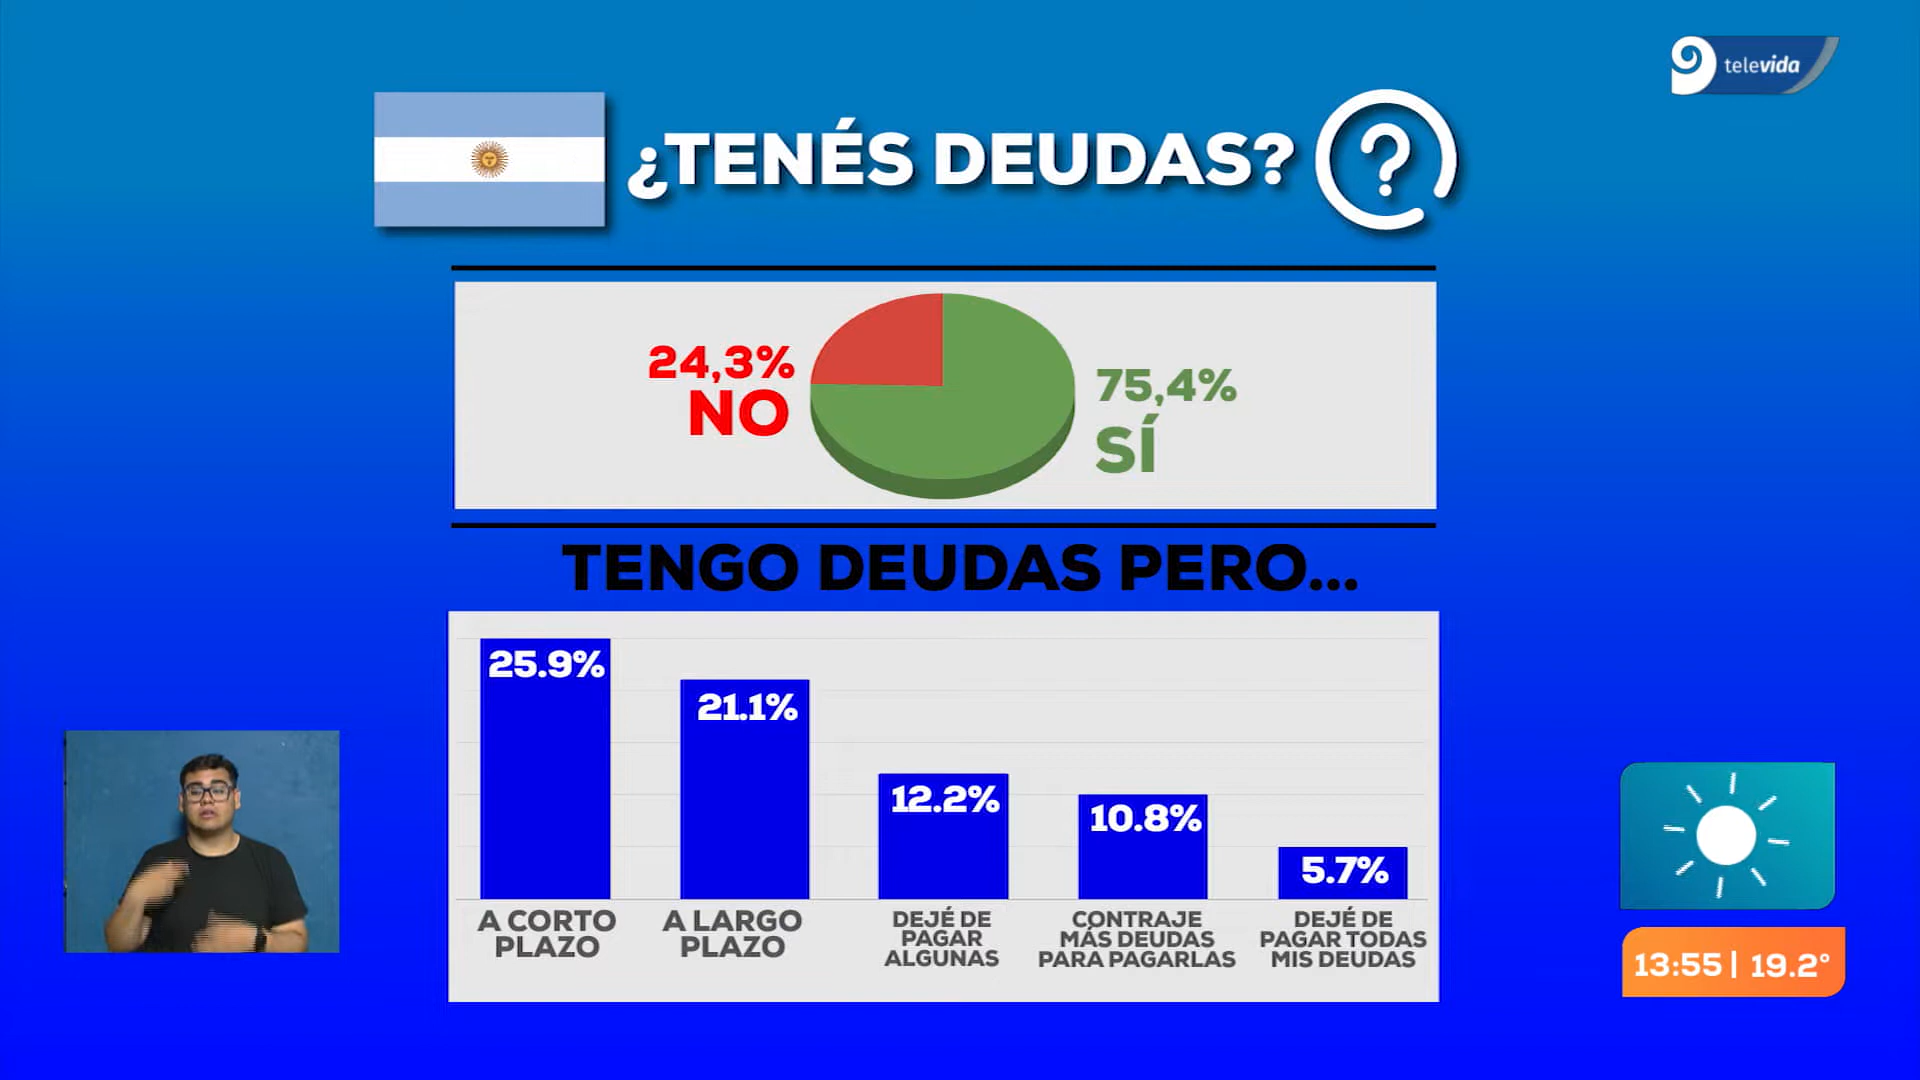 televida
¿TENÉS DEUDAS?
?
24,3%
NO
75,4%
SÍ
TENGO DEUDAS PERO...
25.9%
21.1%
12.2%
10.8%
5.7%
A CORTO
PLAZO
A LARGO
PLAZO
DEJÉ DE
PAGAR
ALGUNAS
CONTRAJE
MÁS DEUDAS
PARA PAGARLAS
DEJÉ DE
PAGAR TODAS
MIS DEUDAS
13:55 | 19.2°